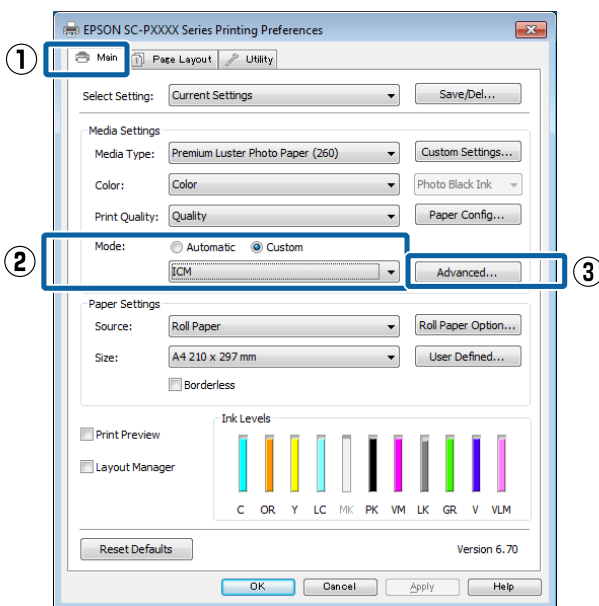 EPSON SC-PXXXX Series Printing Preferences
① Main Page Layout Utility
Select Setting: Current Settings Save/Del...
Media Settings
Media Type: Premium Luster Photo Paper (260) Custom Settings...
Color: Color Photo Black Ink
Print Quality: Quality Paper Config...
Mode: Automatic Custom
② ICM Advanced... ③
Paper Settings
Source: Roll Paper Roll Paper Option...
Size: A4 210 x 297 mm User Defined...
Borderless
Ink Levels
Print Preview
Layout Manager
C OR Y LC MK PK VM LK GR V VLM
Reset Defaults Version 6.70
OK Cancel Apply Help